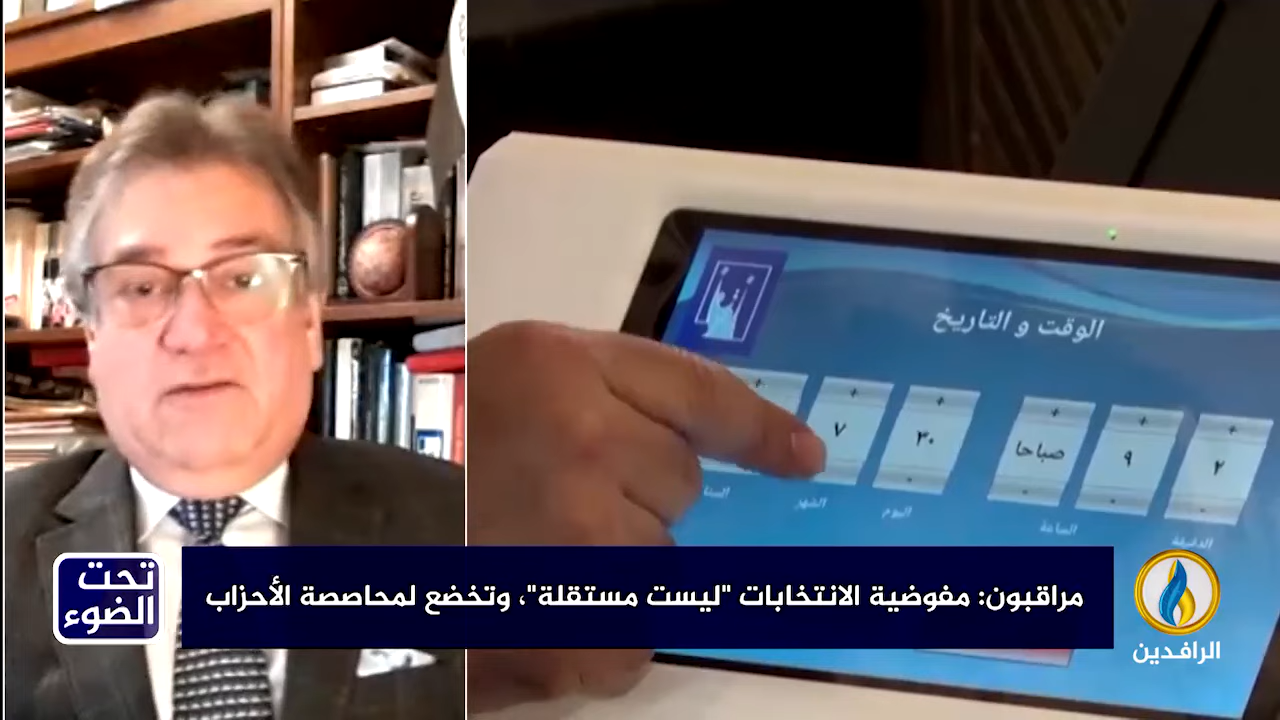 الوقت و التاريخ
+ + + + + +
٧ ٣٠ صباحا ٩ ٢
السنة الشهر اليوم الساعة الدقيقة
تحت
الضوء
مراقبون: مفوضية الانتخابات "ليست مستقلة"، وتخضع لمحاصصة الأحزاب
الرافدين